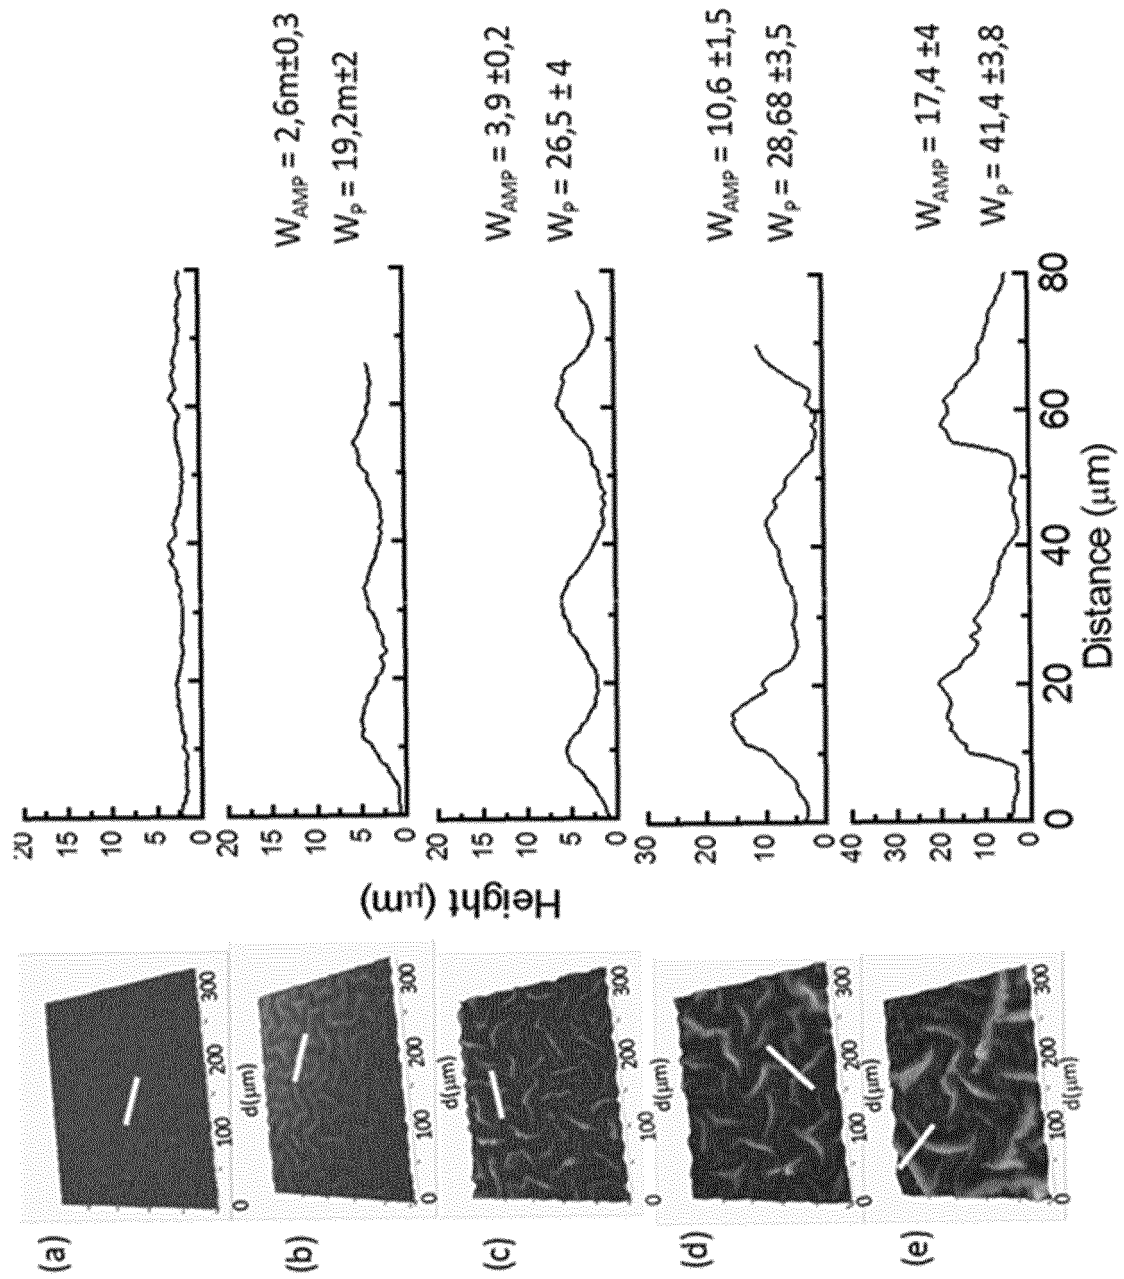 (a)
0 100 200 300
d(μm)
20
15
10
5
0
(b)
0 100 200 300
d(μm)
20
15
10
5
0
W_AMP = 2,6m±0,3
W_P = 19,2m±2
(c)
0 100 200 300
20
15
10
5
0
W_AMP = 3,9 ±0,2
W_P = 26,5 ± 4
Height (μm)
(d)
0 100 200 300
d(μm)
30
20
10
0
W_AMP = 10,6 ±1,5
W_P = 28,68 ±3,5
(e)
0 100
d(μm)
40
30
20
10
0
W_AMP = 17,4 ±4
W_P = 41,4 ±3,8
0 20 40 60 80
Distance (μm)